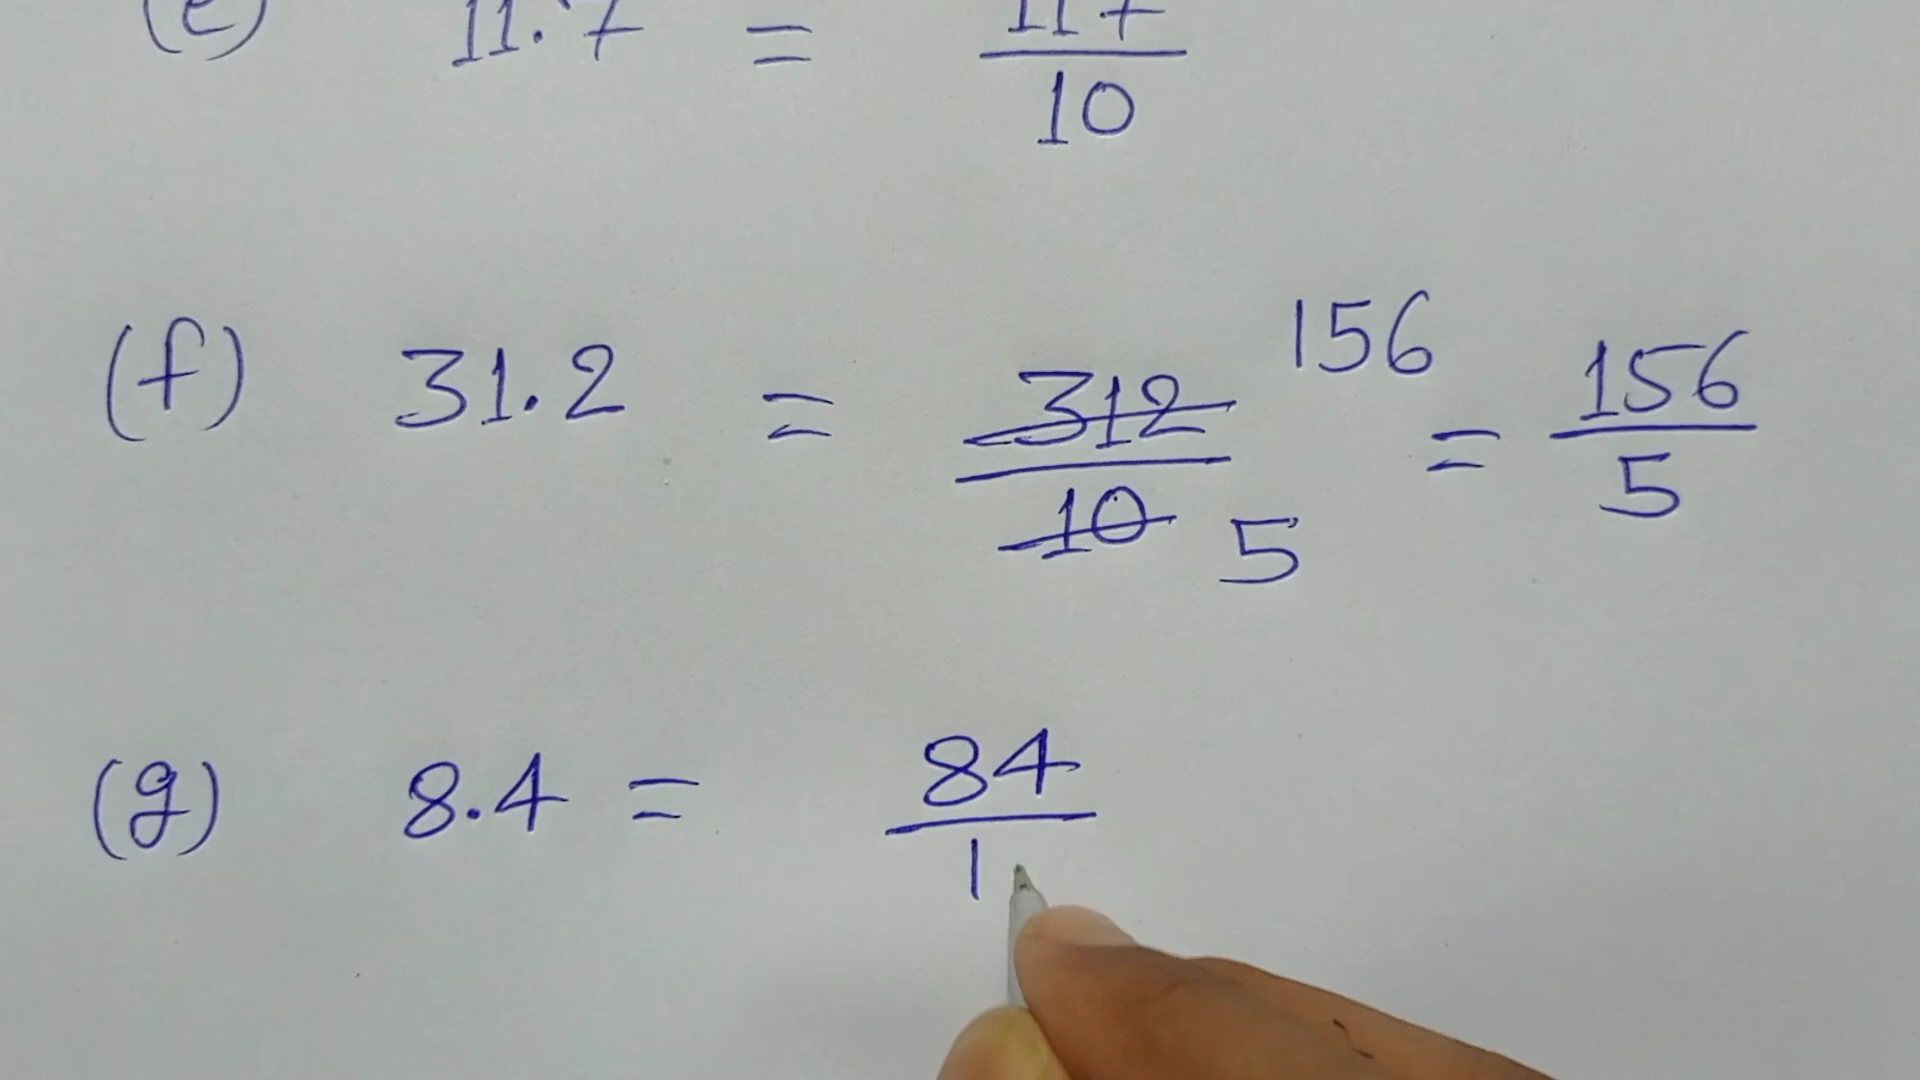 (e) 11.7 = 117/10
(f) 31.2 = 312/10 156/5 = 156/5
(g) 8.4 = 84/1